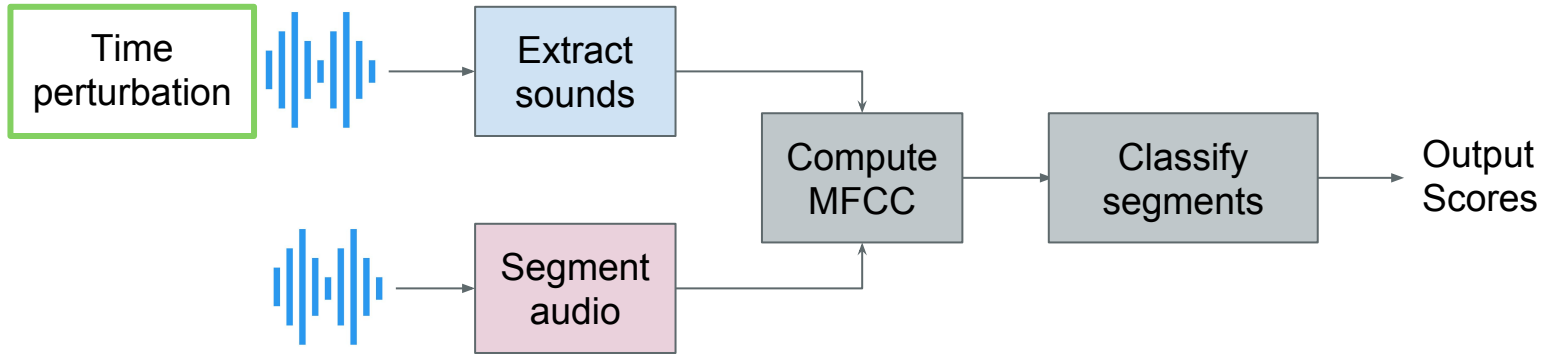 Time
perturbation
Extract
sounds
Segment
audio
Compute
MFCC
Classify
segments
Output
Scores